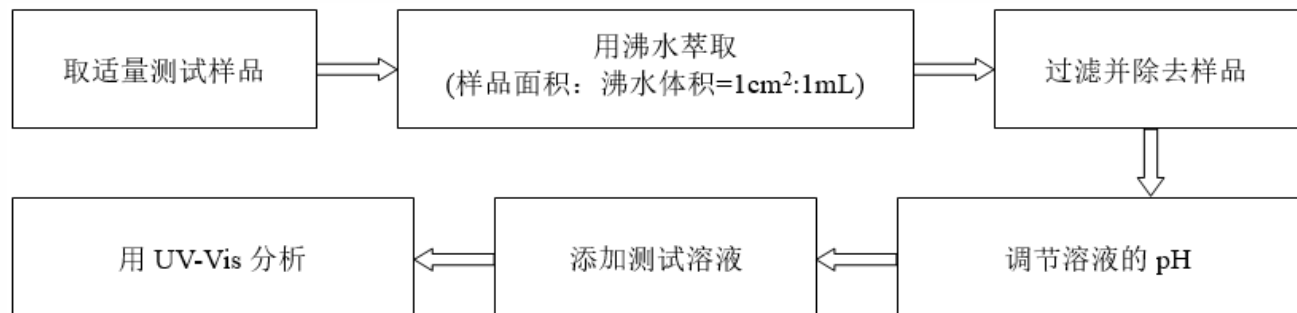 取适量测试样品
用沸水萃取
(样品面积：沸水体积=1cm²:1mL)
过滤并除去样品
调节溶液的 pH
添加测试溶液
用 UV-Vis 分析